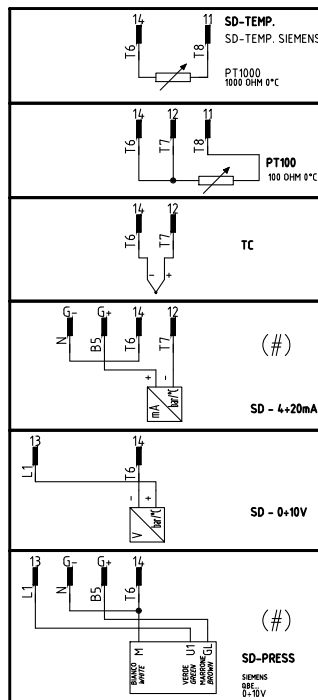 14 11 SD-TEMP.
SD-TEMP. SIEMENS
T6 T8
PT1000
1000 OHM 0°C
14 12 11
T6 T7 T8
PT100
100 OHM 0°C
14 12
T6 T7
TC
- +
G- G+ 14 12
N B5 T6 T7
(#)
+ -
mA bar/°C
SD - 4÷20mA
13 14
L1 T6
- +
V bar/°C
SD - 0÷10V
13 G- G+ 14
L1 N B5 T6
(#)
M U1 GL
BIANCO VERDE MARRONE
WHITE GREEN BROWN
SD-PRESS
SIEMENS
QBE..
0÷10V